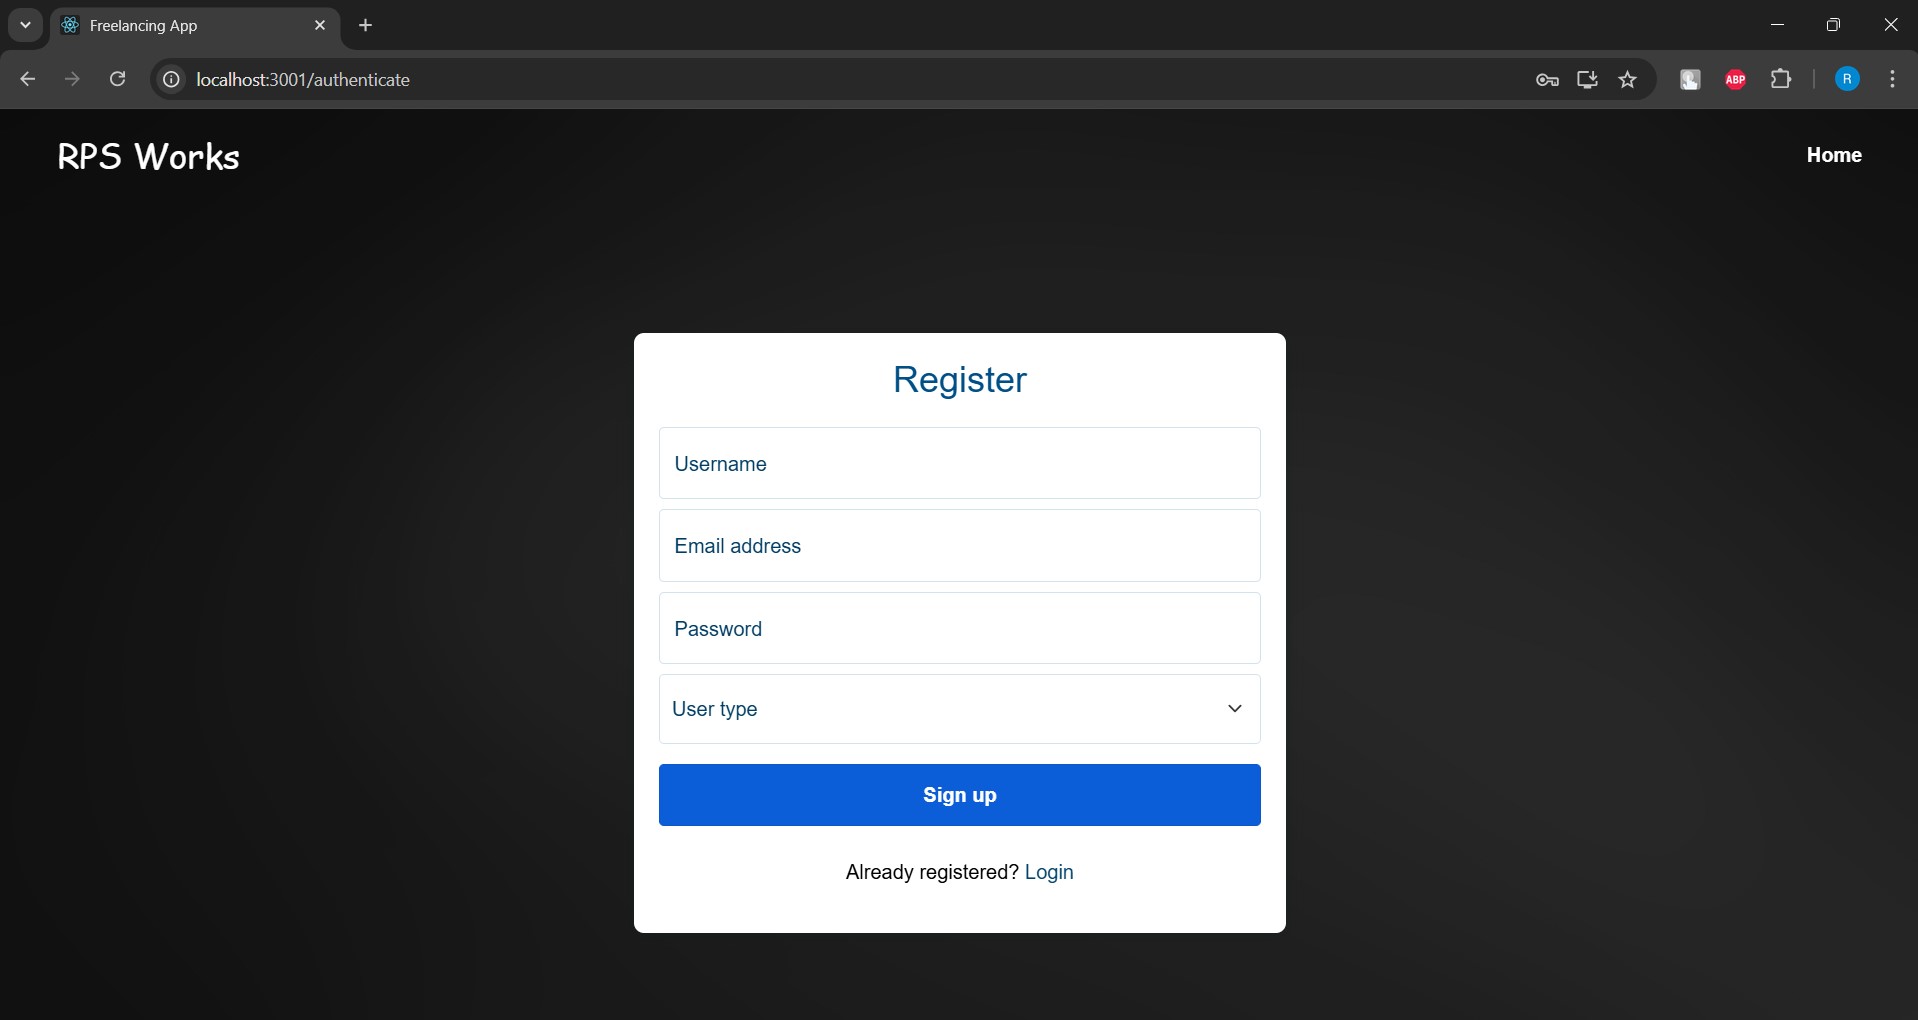 Freelancing App
localhost:3001/authenticate
ABP
R
RPS Works
Home
Register
Username
Email address
Password
User type
Sign up
Already registered? Login